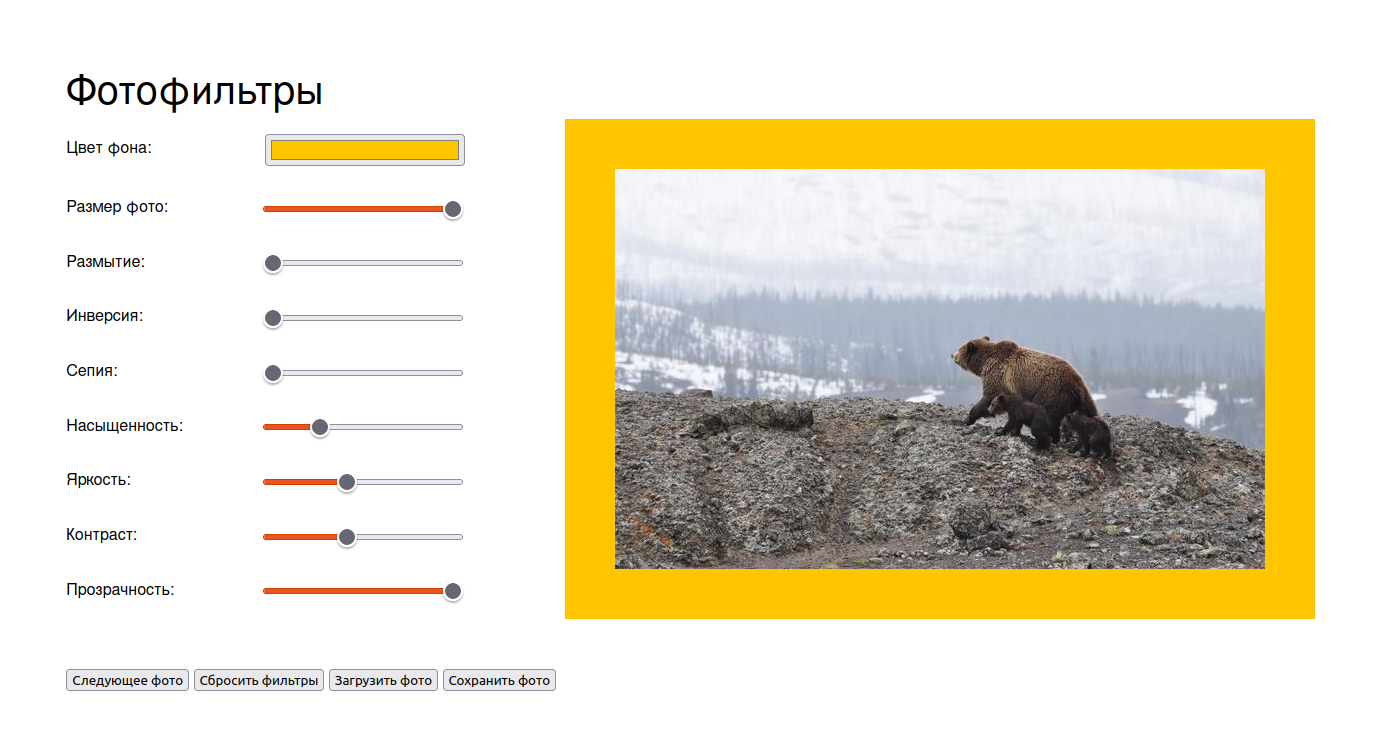 Фотофильтры
Цвет фона:
Размер фото:
Размытие:
Инверсия:
Сепия:
Насыщенность:
Яркость:
Контраст:
Прозрачность:
Следующее фото Сбросить фильтры Загрузить фото Сохранить фото